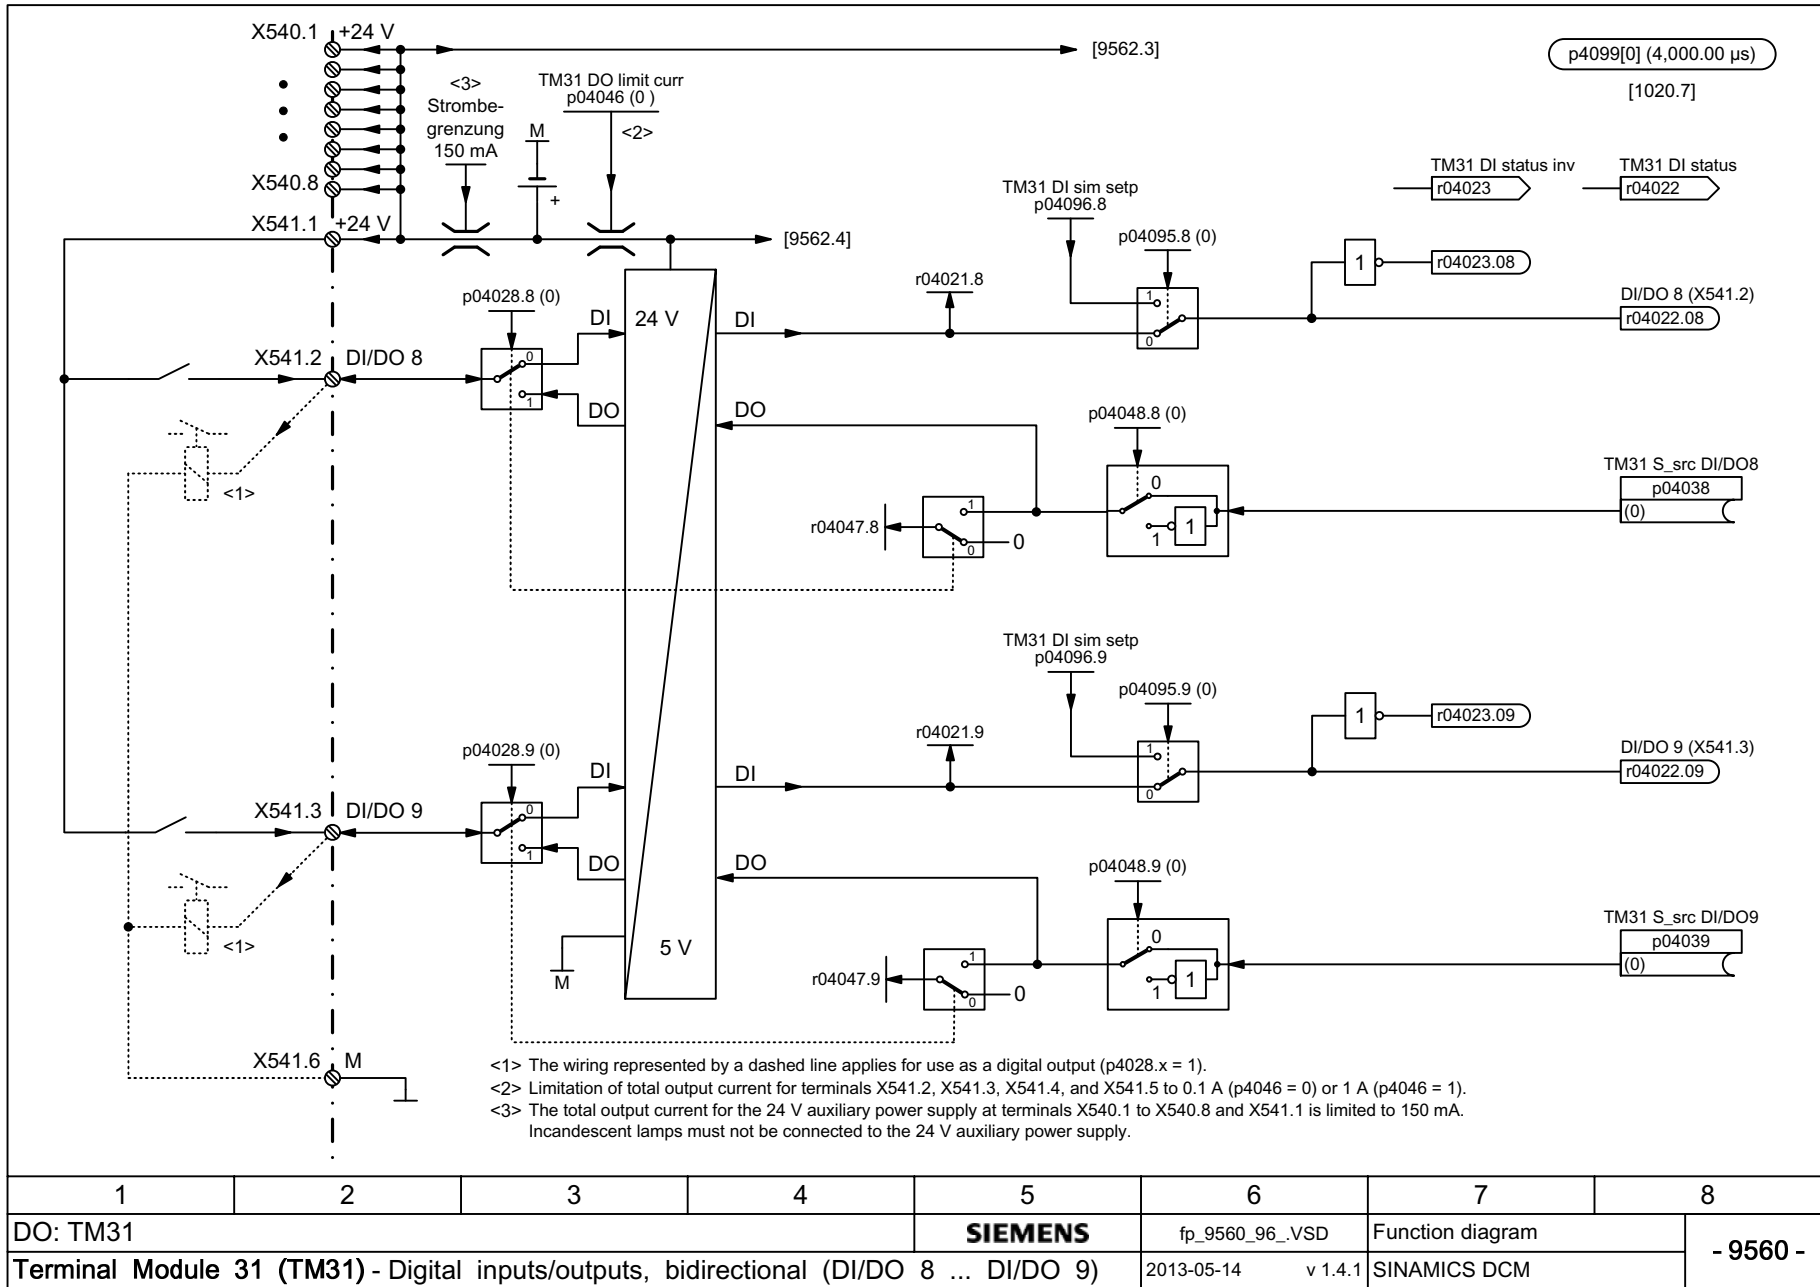 X540.1 +24 V
[9562.3]
p4099[0] (4,000.00 µs)
[1020.7]
<3>
Strombe-
grenzung
150 mA
TM31 DO limit curr
p04046 (0 )
<2>
M
+
X540.8
X541.1 +24 V
[9562.4]
TM31 DI status inv
r04023
TM31 DI status
r04022
TM31 DI sim setp
p04096.8
p04095.8 (0)
1
0
r04021.8
1
r04023.08
DI/DO 8 (X541.2)
r04022.08
p04028.8 (0)
DI
24 V
DI
X541.2 DI/DO 8
0
1
DO
DO
<1>
p04048.8 (0)
0
1
1
TM31 S_src DI/DO8
p04038
(0)
r04047.8
1
0
0
TM31 DI sim setp
p04096.9
p04095.9 (0)
1
0
r04021.9
1
r04023.09
DI/DO 9 (X541.3)
r04022.09
p04028.9 (0)
DI
DI
X541.3 DI/DO 9
0
1
DO
DO
<1>
p04048.9 (0)
0
1
1
TM31 S_src DI/DO9
p04039
(0)
5 V
M
r04047.9
1
0
0
X541.6 M
<1> The wiring represented by a dashed line applies for use as a digital output (p4028.x = 1).
<2> Limitation of total output current for terminals X541.2, X541.3, X541.4, and X541.5 to 0.1 A (p4046 = 0) or 1 A (p4046 = 1).
<3> The total output current for the 24 V auxiliary power supply at terminals X540.1 to X540.8 and X541.1 is limited to 150 mA.
Incandescent lamps must not be connected to the 24 V auxiliary power supply.
1 2 3 4 5 6 7 8
DO: TM31
SIEMENS
fp_9560_96_.VSD
Function diagram
- 9560 -
Terminal Module 31 (TM31) - Digital inputs/outputs, bidirectional (DI/DO 8 ... DI/DO 9)
2013-05-14 v 1.4.1
SINAMICS DCM